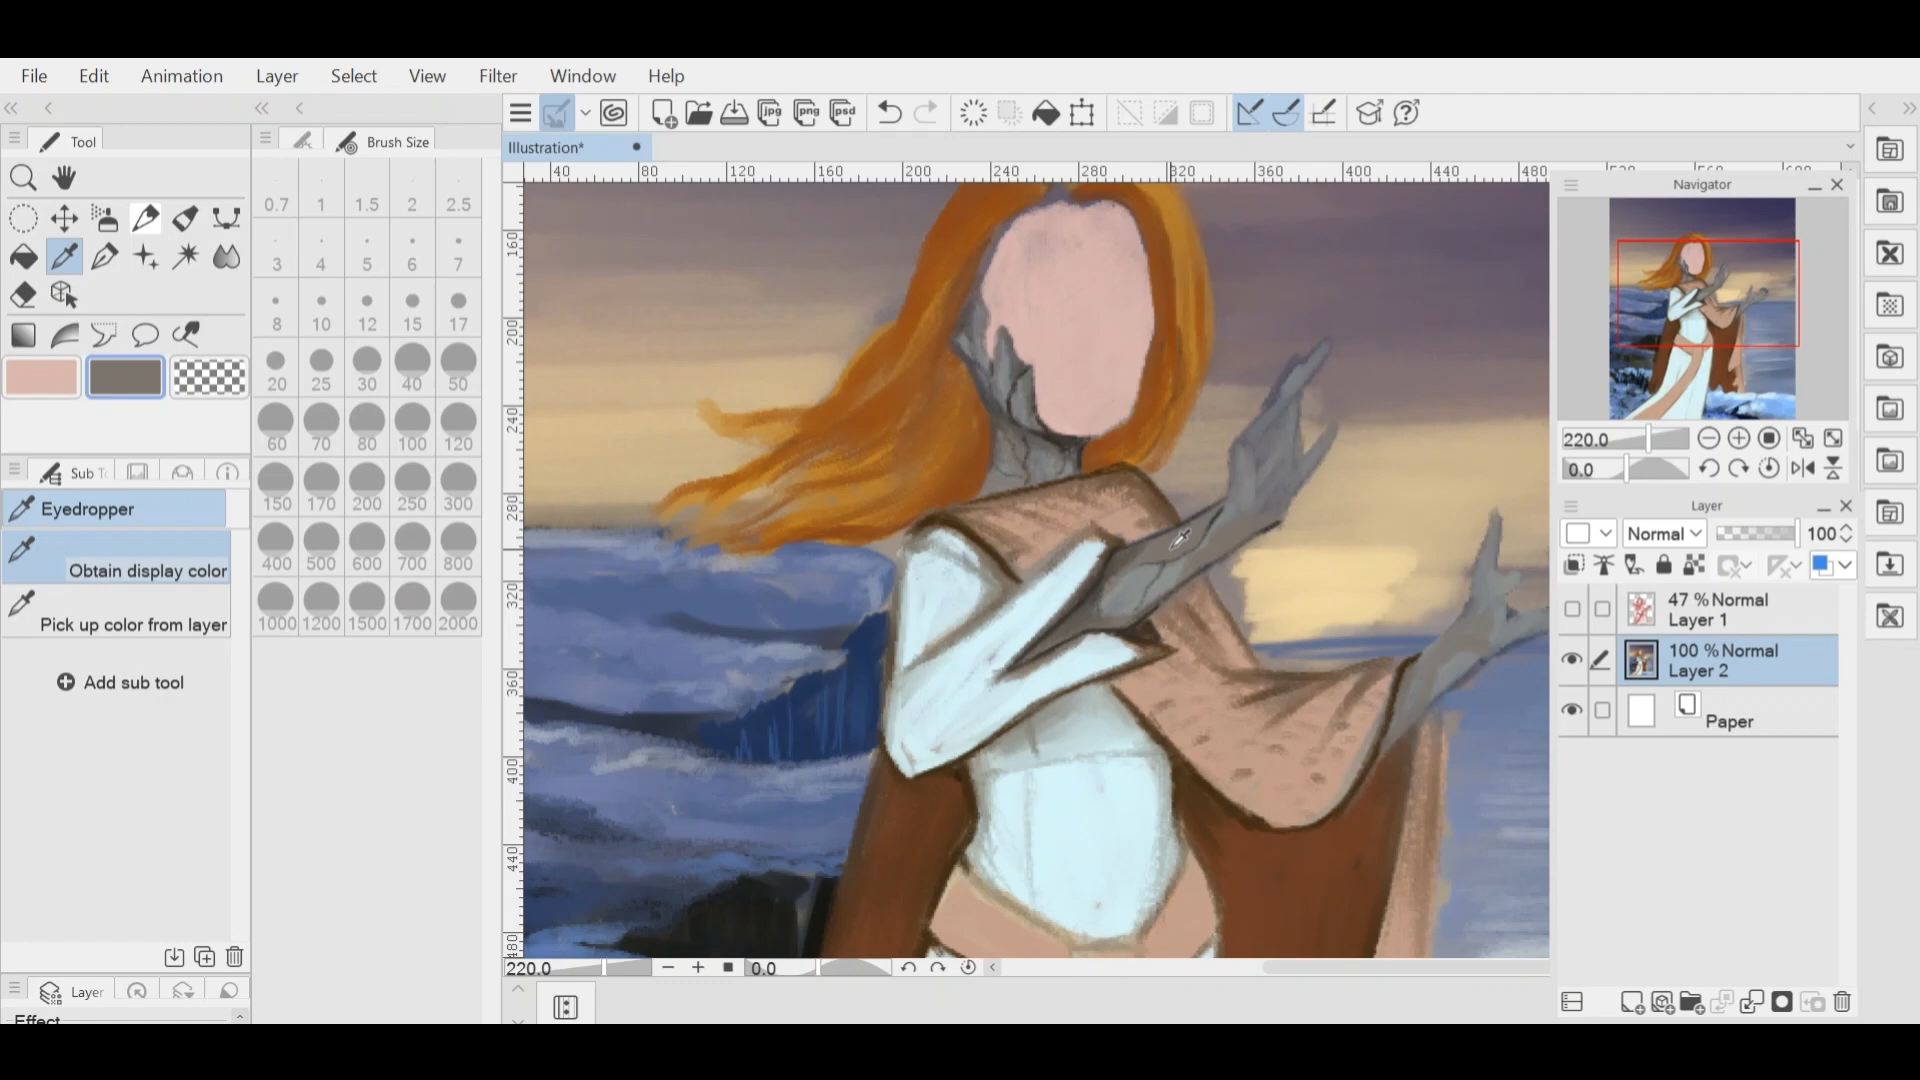 File Edit Animation Layer Select View Filter Window Help
Tool
Brush Size
jpg png psd
Illustration*
40 80 120 160 200 240 280 320 360 400 440 480
Navigator
0.7 1 1.5 2 2.5
3 4 5 6 7
8 10 12 15 17
20 25 30 40 50
60 70 80 100 120
150 170 200 250 300
400 500 600 700 800
1000 1200 1500 1700 2000
160
200
240
280
320
360
400
440
480
220.0
0.0
Sub T
Eyedropper
Obtain display color
Pick up color from layer
Add sub tool
Layer
Normal 100
47 % Normal
Layer 1
100 % Normal
Layer 2
Paper
220.0 0.0
Layer
Effect